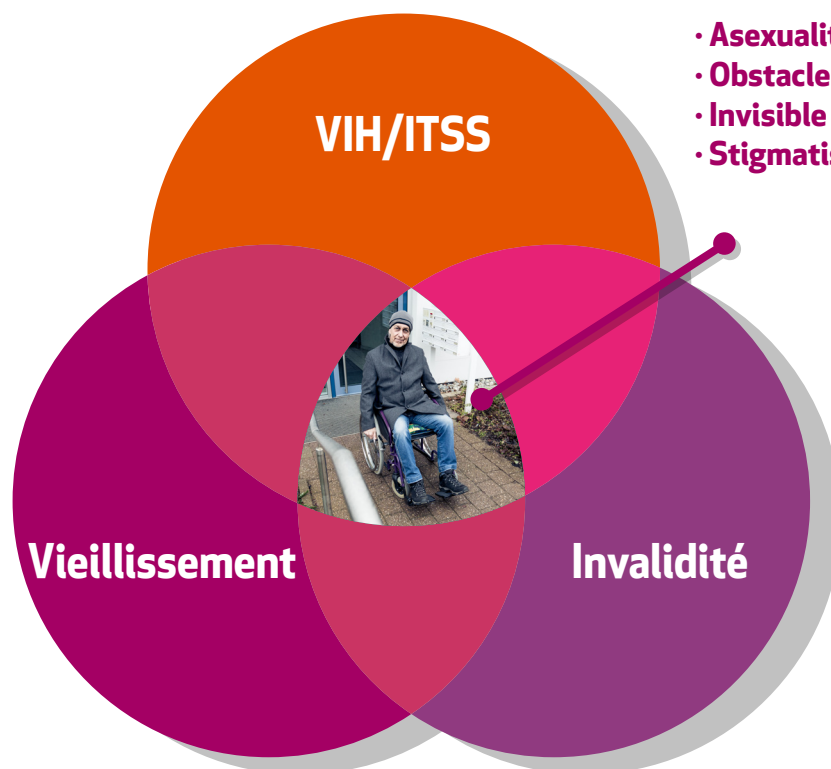 · Asexualit
· Obstacle
· Invisible
· Stigmatis
VIH/ITSS
Vieillissement
Invalidité